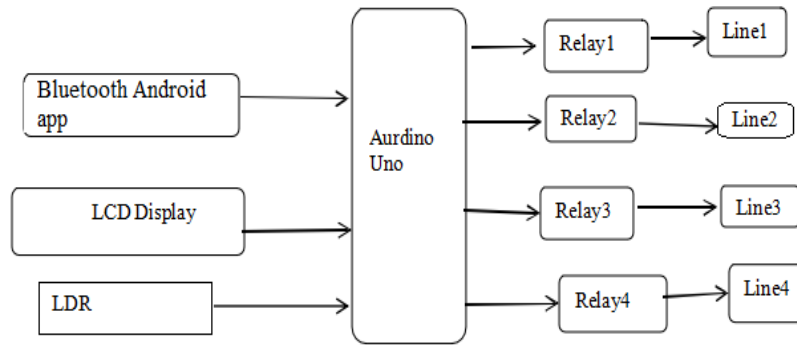 Bluetooth Android
app
LCD Display
LDR
Aurdino
Uno
Relay1
Line1
Relay2
Line2
Relay3
Line3
Relay4
Line4